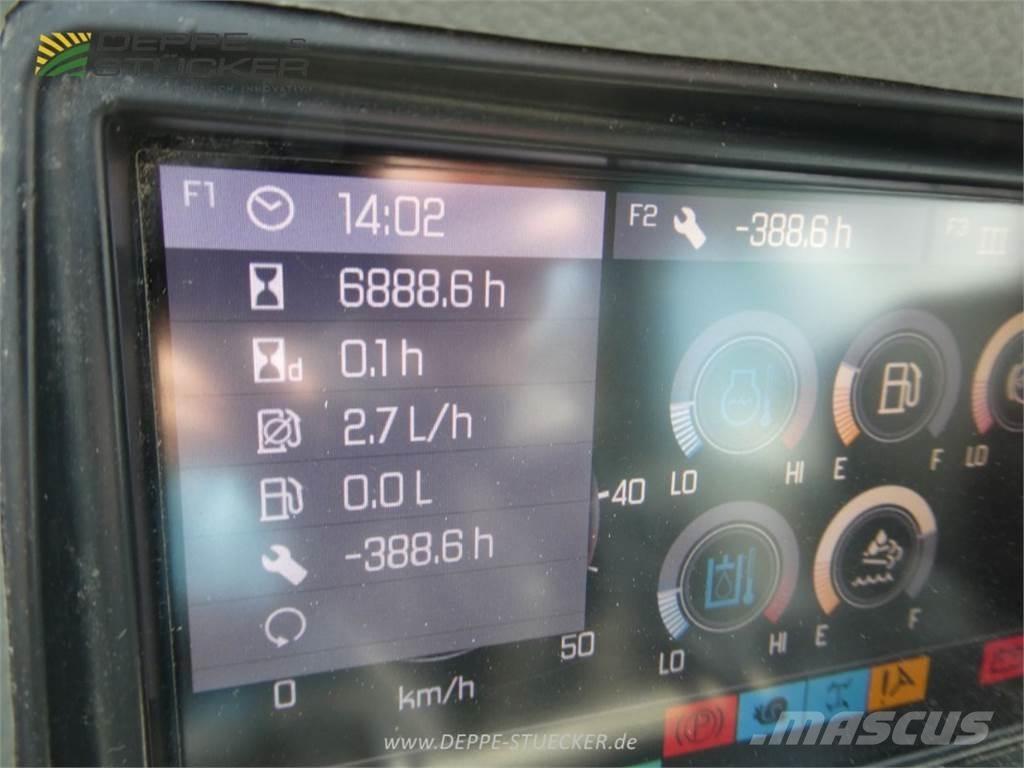 DEPPE &
STÜCKER
F1 14:02
6888.6 h
0.1 h
d
2.7 L/h
0.0 L
-388.6 h
F2 -388.6 h
F3
40
50
0 km/h
LO HI
E F
LO
LO HI
E F
P
www.DEPPE-STUECKER.de
MASCUS